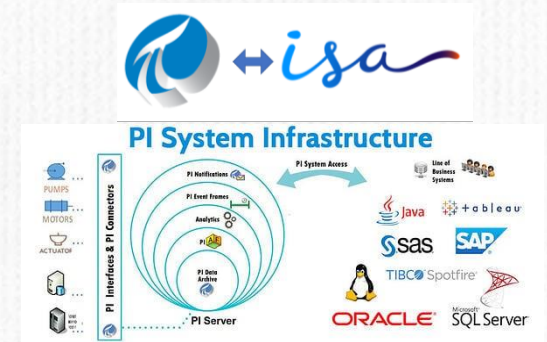 isa
PI System Infrastructure
PUMPS
MOTORS
ACTUATOR
PI Interfaces & PI Connectors
PI Notifications
PI Event Frames
Analytics
PI AF
PI Data
Archive
PI Server
PI System Access
Line of
Business
Systems
Java
+ a b l e a u
sas
SAP
TIBCO Spotfire
ORACLE
Microsoft
SQL Server